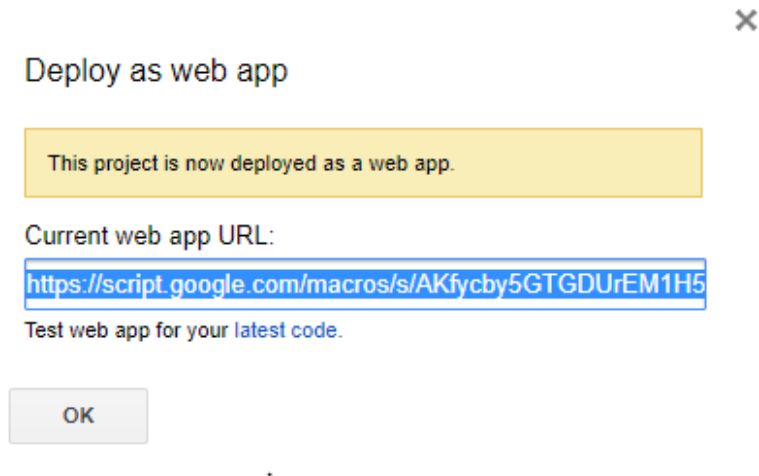 Deploy as web app
This project is now deployed as a web app.
Current web app URL:
https://script.google.com/macros/s/AKfycby5GTGDUrEM1H5
Test web app for your latest code.
OK